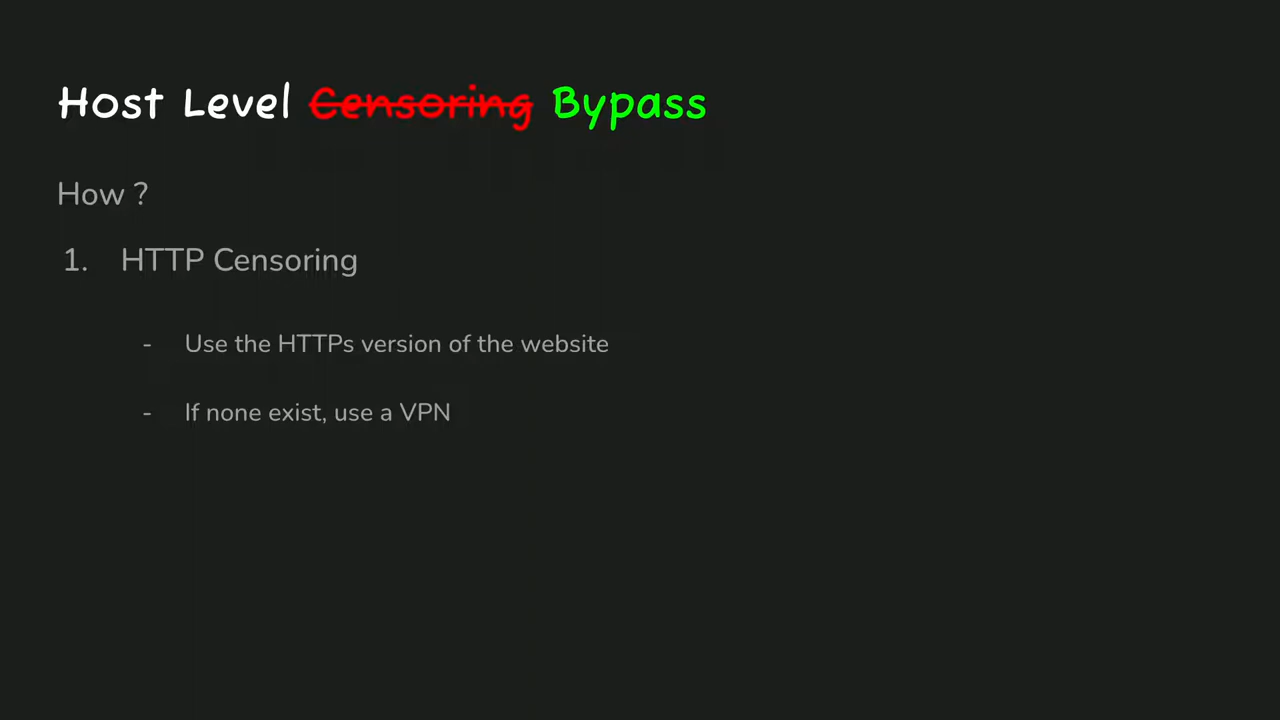 Host Level Censoring Bypass
How ?
1. HTTP Censoring
- Use the HTTPs version of the website
- If none exist, use a VPN